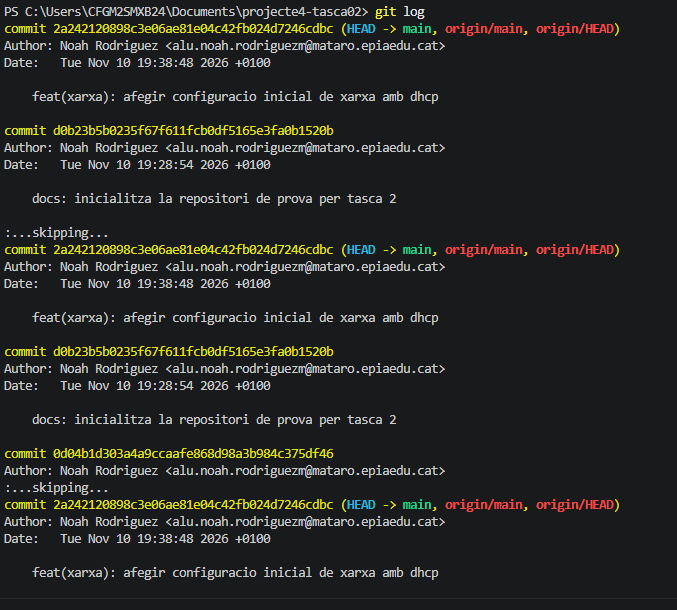 PS C:\Users\CFGM2SMXB24\Documents\projecte4-tasca02> git log
commit 2a242120898c3e06ae81e04c42fb024d7246cdbc (HEAD -> main, origin/main, origin/HEAD)
Author: Noah Rodriguez <alu.noah.rodriguezm@mataro.epiaedu.cat>
Date:   Tue Nov 10 19:38:48 2026 +0100
feat(xarxa): afegir configuracio inicial de xarxa amb dhcp
commit d0b23b5b0235f67f611fcb0df5165e3fa0b1520b
Author: Noah Rodriguez <alu.noah.rodriguezm@mataro.epiaedu.cat>
Date:   Tue Nov 10 19:28:54 2026 +0100
docs: inicialitza la repositori de prova per tasca 2
:...skipping...
commit 2a242120898c3e06ae81e04c42fb024d7246cdbc (HEAD -> main, origin/main, origin/HEAD)
Author: Noah Rodriguez <alu.noah.rodriguezm@mataro.epiaedu.cat>
Date:   Tue Nov 10 19:38:48 2026 +0100
feat(xarxa): afegir configuracio inicial de xarxa amb dhcp
commit d0b23b5b0235f67f611fcb0df5165e3fa0b1520b
Author: Noah Rodriguez <alu.noah.rodriguezm@mataro.epiaedu.cat>
Date:   Tue Nov 10 19:28:54 2026 +0100
docs: inicialitza la repositori de prova per tasca 2
commit 0d04b1d303a4a9ccaafe868d98a3b984c375df46
Author: Noah Rodriguez <alu.noah.rodriguezm@mataro.epiaedu.cat>
:...skipping...
commit 2a242120898c3e06ae81e04c42fb024d7246cdbc (HEAD -> main, origin/main, origin/HEAD)
Author: Noah Rodriguez <alu.noah.rodriguezm@mataro.epiaedu.cat>
Date:   Tue Nov 10 19:38:48 2026 +0100
feat(xarxa): afegir configuracio inicial de xarxa amb dhcp